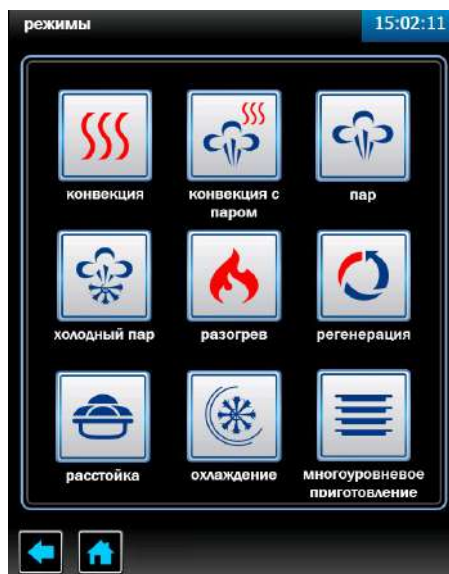 режимы 15:02:11
конвекция
конвекция с
паром
пар
холодный пар
разогрев
регенерация
расстойка
охлаждение
многоуровневое
приготовление